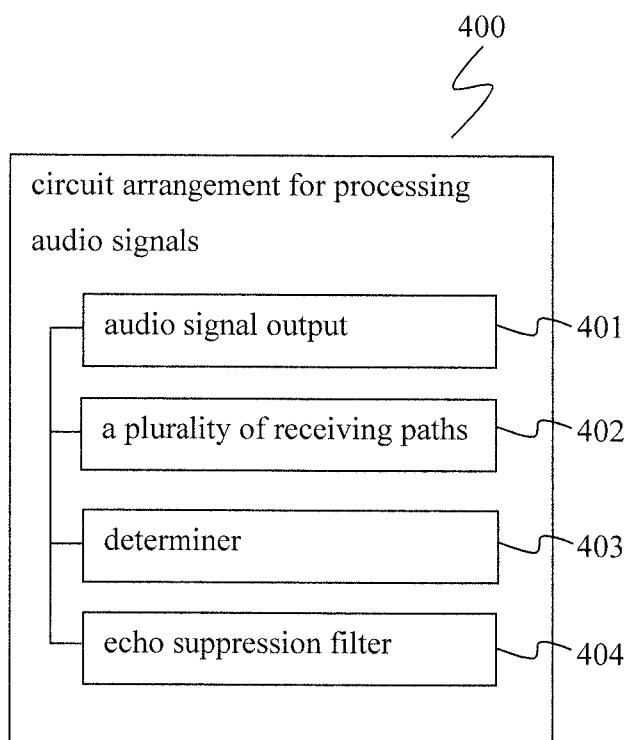 400
circuit arrangement for processing
audio signals
audio signal output
401
a plurality of receiving paths
402
determiner
403
echo suppression filter
404